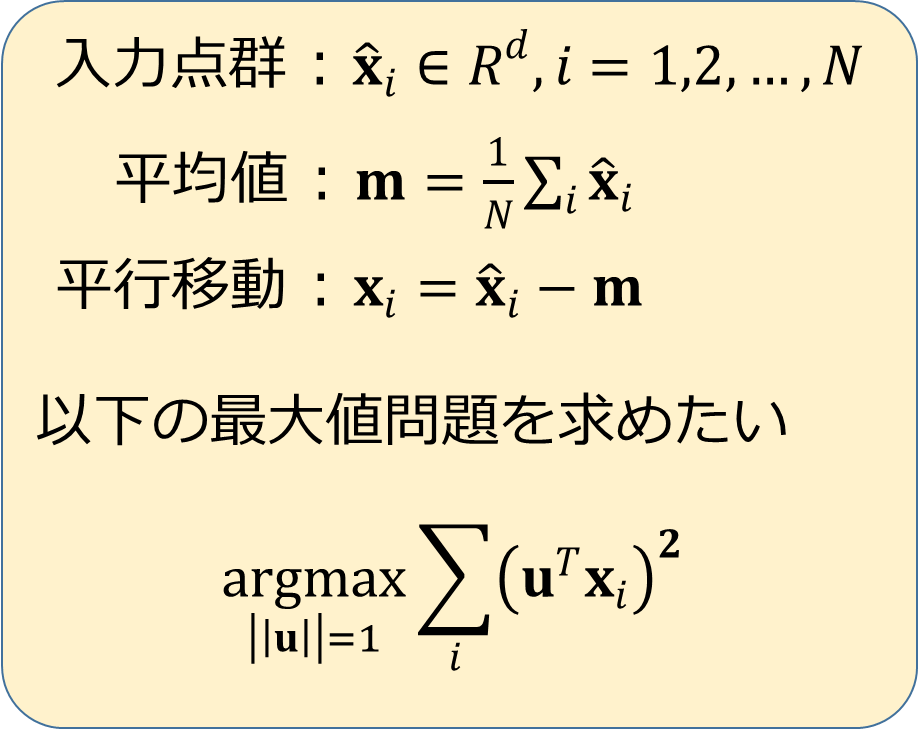 入力点群：x̂ᵢ ∈ Rᵈ, i = 1,2, … , N
平均値：m = 1/N ∑ᵢ x̂ᵢ
平行移動：xᵢ = x̂ᵢ − m
以下の最大値問題を求めたい
argmax ∑ (uᵀxᵢ)²
||u||=1 i